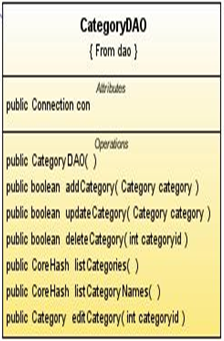 CategoryDAO
{ From dao }
Attributes
public Connection con
Operations
public CategoryDAO( )
public boolean addCategory( Category category )
public boolean updateCategory( Category category )
public boolean deleteCategory( int categoryid )
public CoreHash listCategories( )
public CoreHash listCategoryNames( )
public Category editCategory( int categoryid )